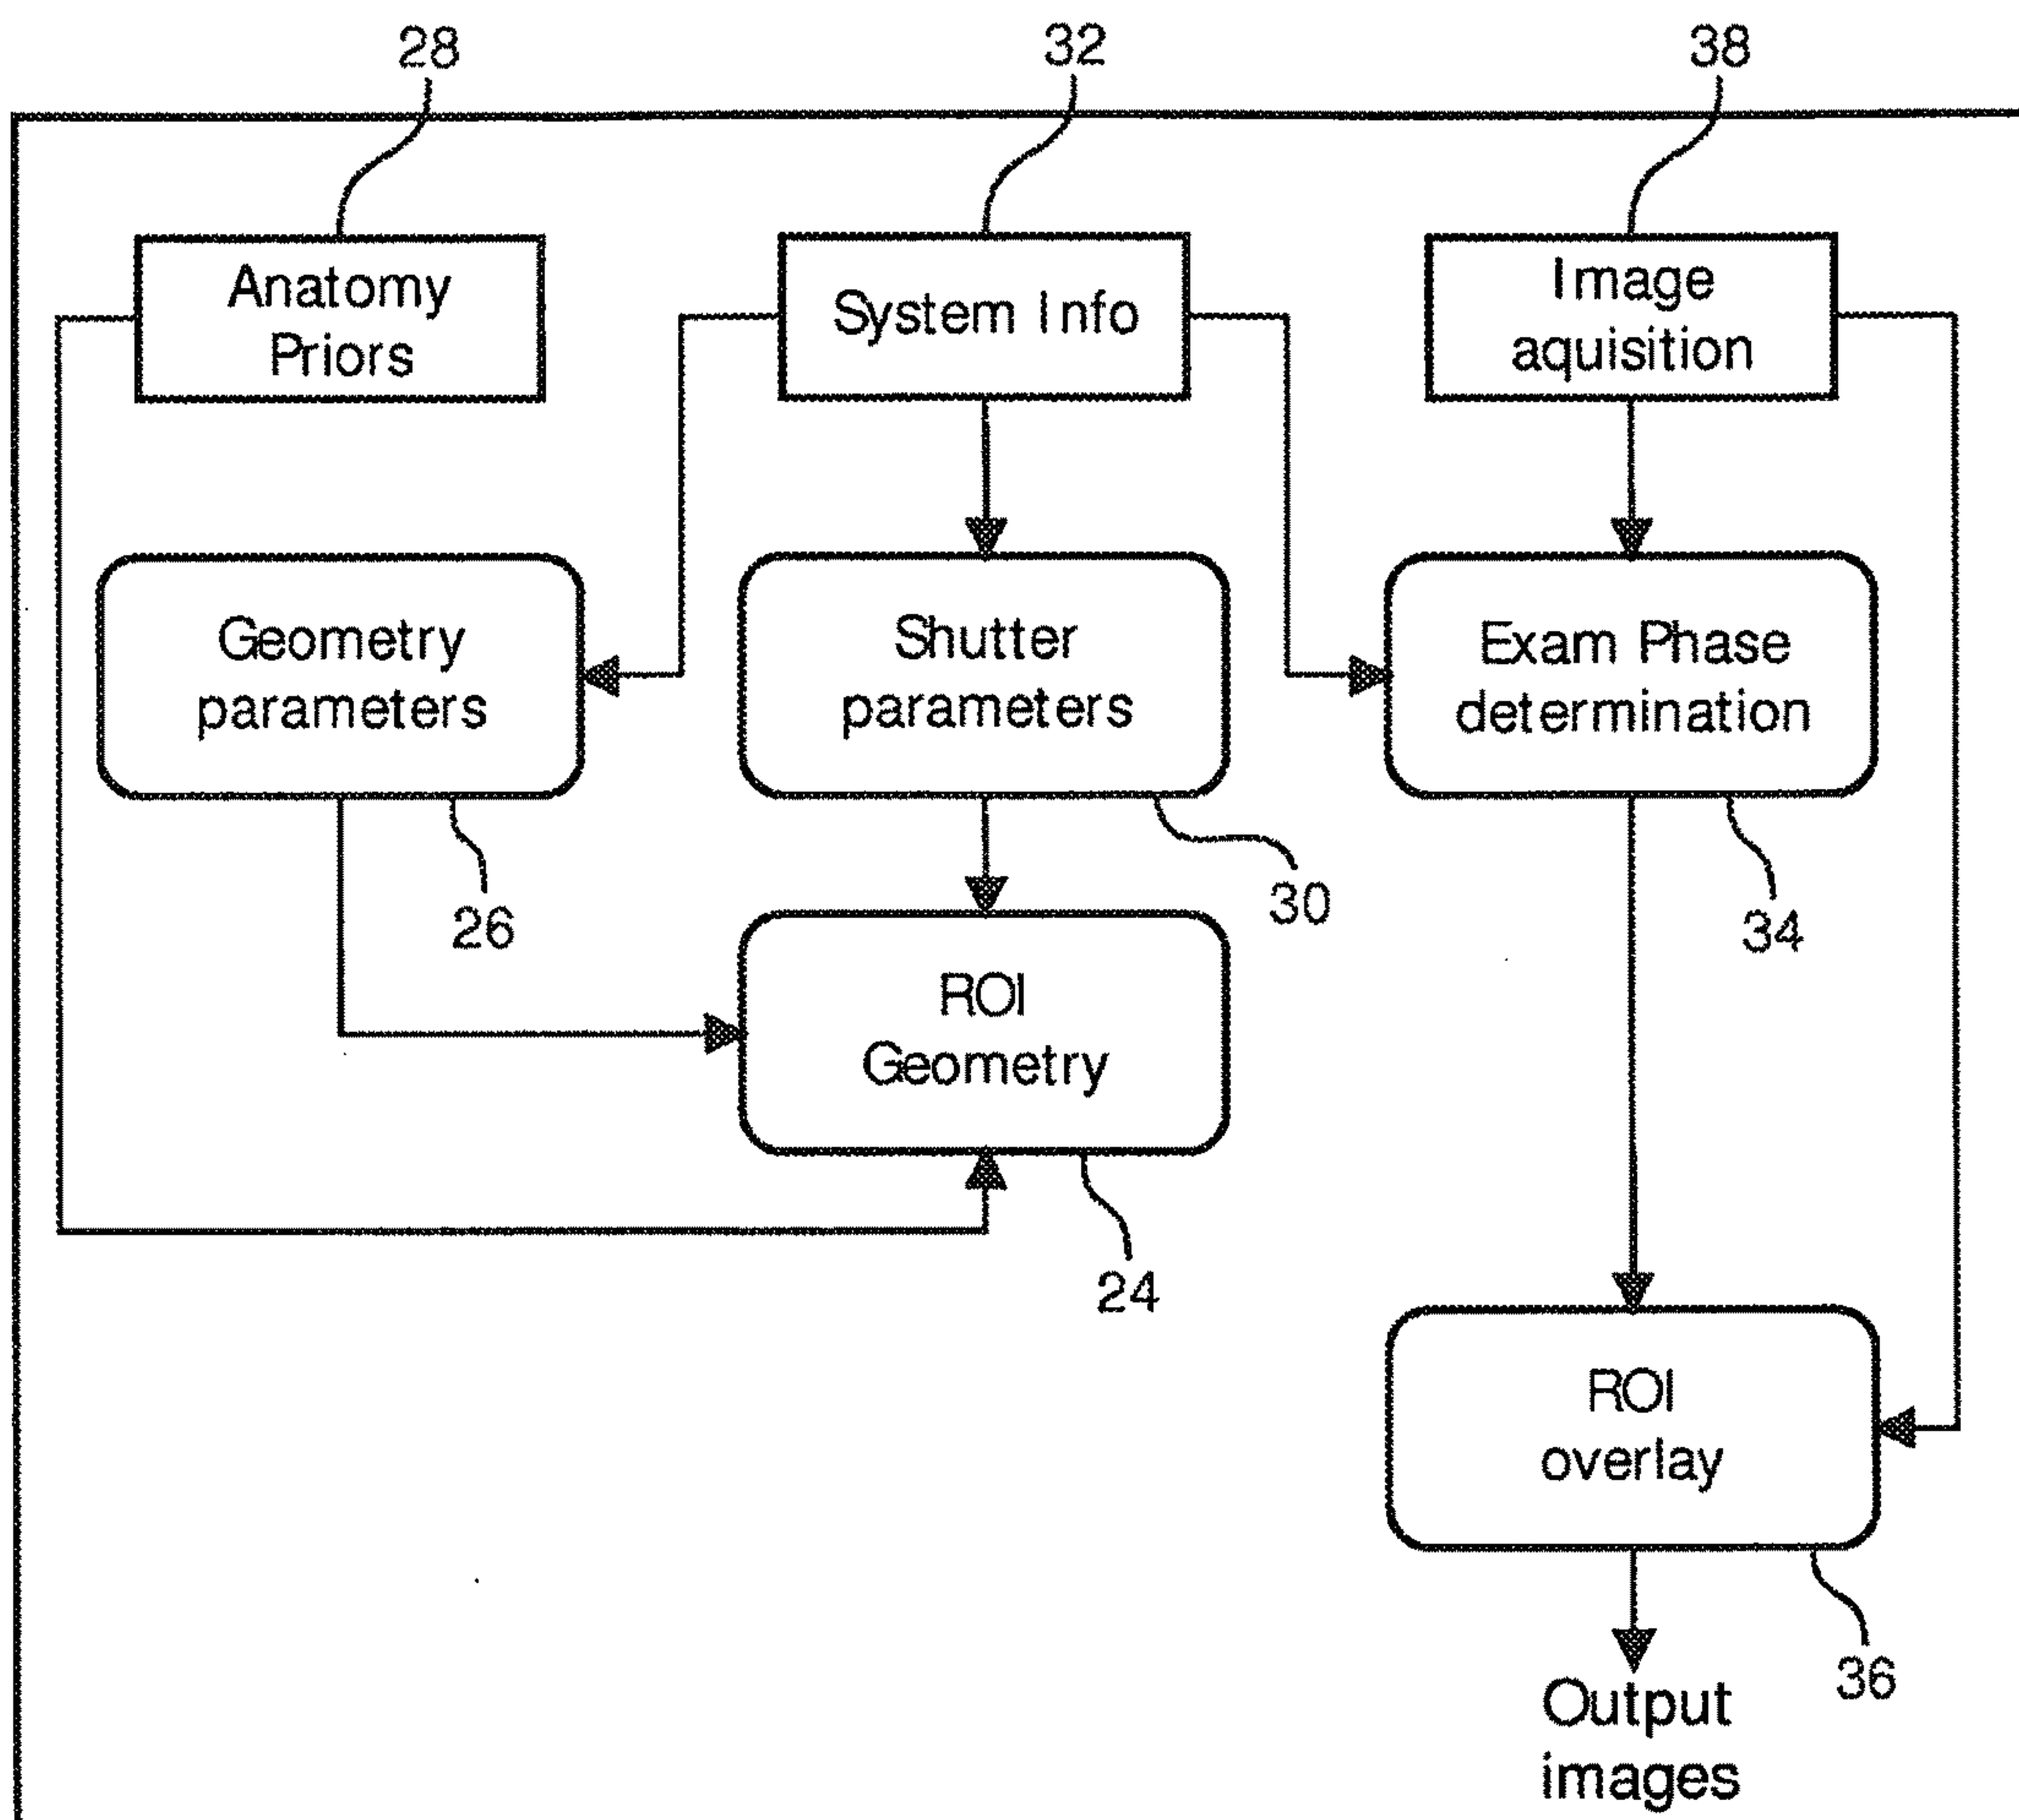 28
32
38
Anatomy
Priors
System Info
Image
aquisition
Geometry
parameters
Shutter
parameters
Exam Phase
determination
26
30
34
ROI
Geometry
24
ROI
overlay
36
Output
images